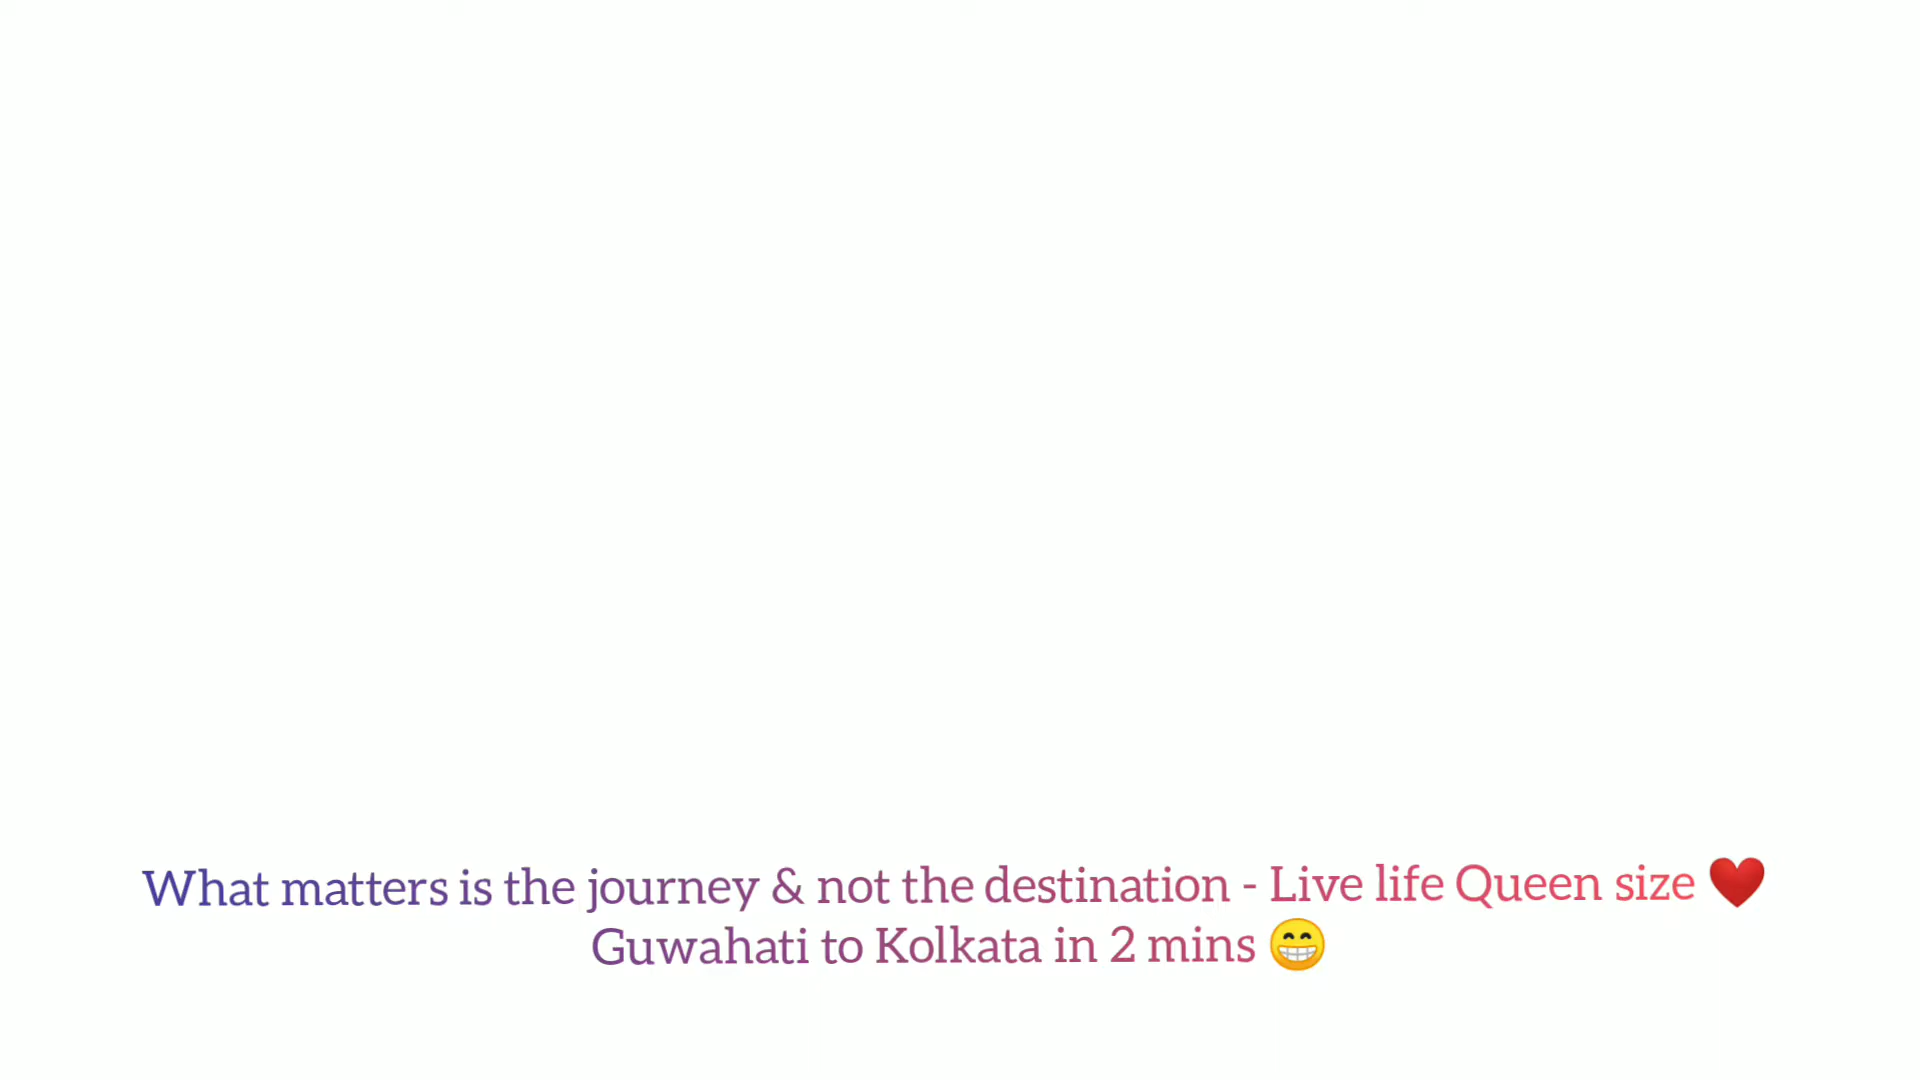 What matters is the journey & not the destination - Live life Queen size ❤️
Guwahati to Kolkata in 2 mins 😁